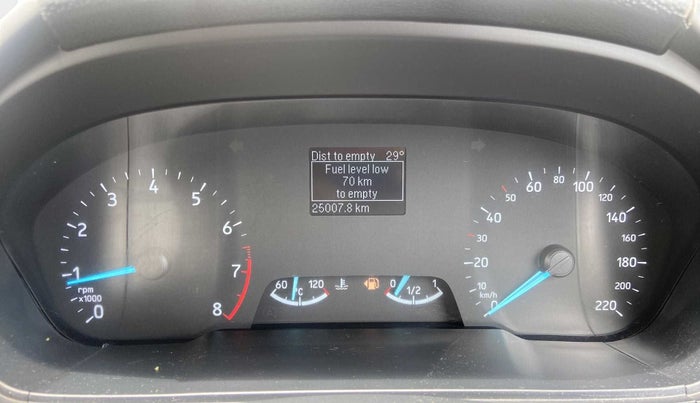 Dist to empty 29°
Fuel level low
70 km
to empty
25007.8 km
0 1 2 3 4 5 6 7 8
rpm
x1000
60 120
°C
0 1/2 1
0 10 20 30 40 50 60 80 100 120 140 160 180 200 220
km/h